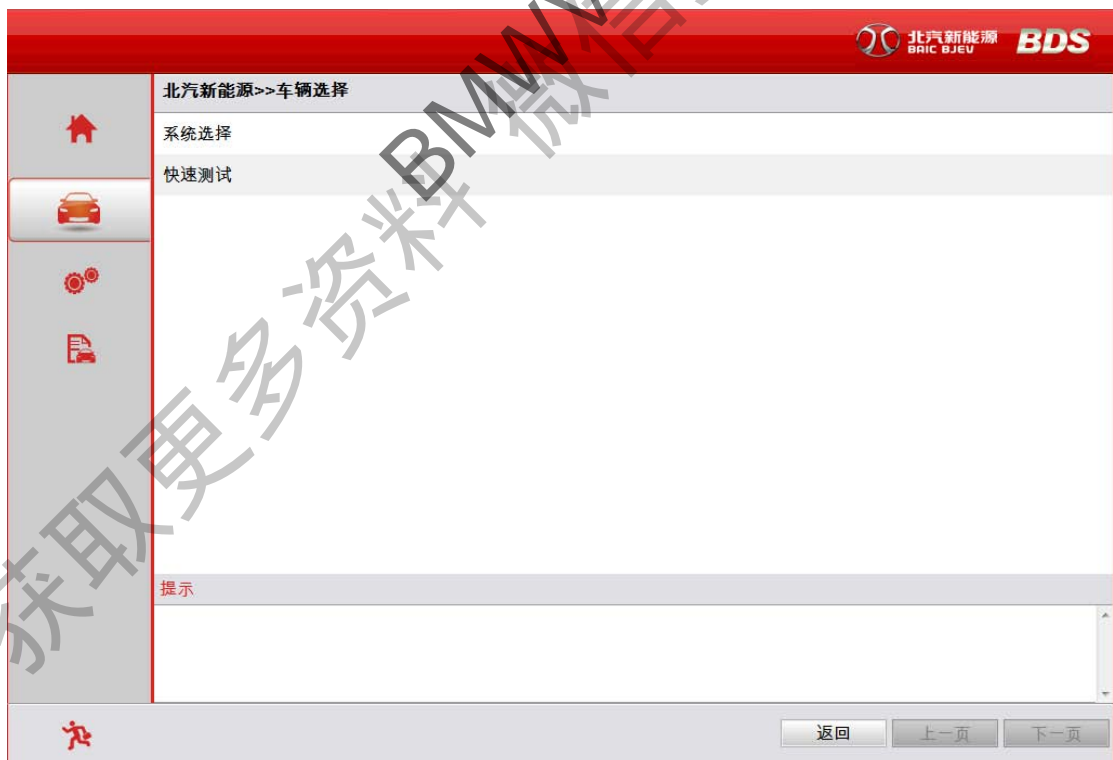 北汽新能源
BAIC BJEV
BDS
北汽新能源>>车辆选择
系统选择
快速测试
获取更多资料
BMW
微信
提示
返回
上一页
下一页